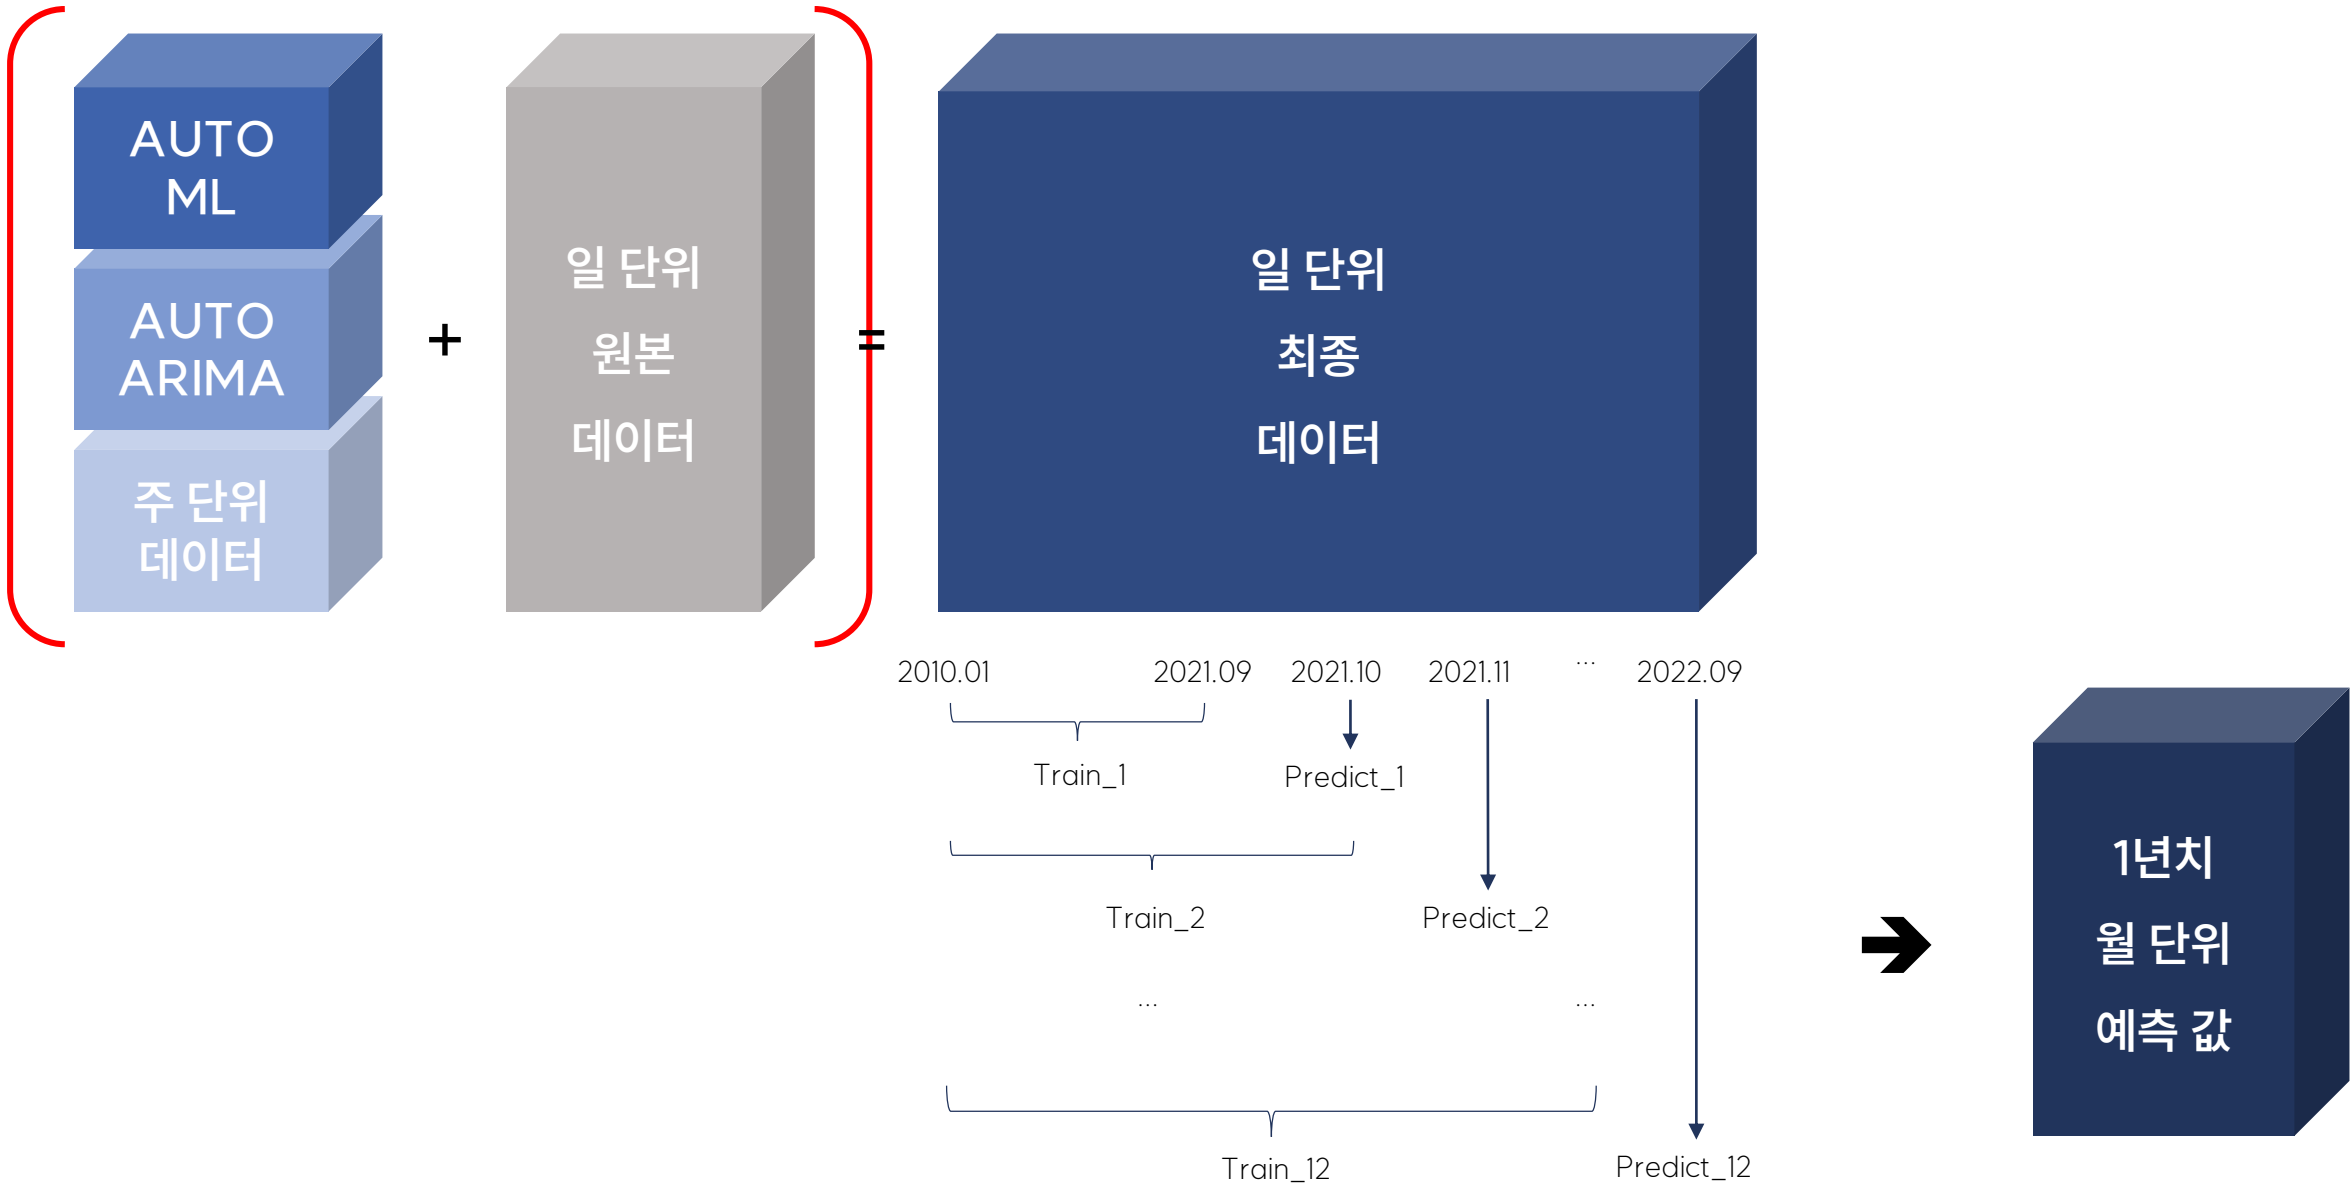 AUTO
ML
AUTO
ARIMA
주 단위
데이터
+
일 단위
원본
데이터
=
일 단위
최종
데이터
2010.01 2021.09 2021.10 2021.11 ... 2022.09
Train_1 Predict_1
Train_2 Predict_2
... ...
Train_12 Predict_12
1년치
월 단위
예측 값